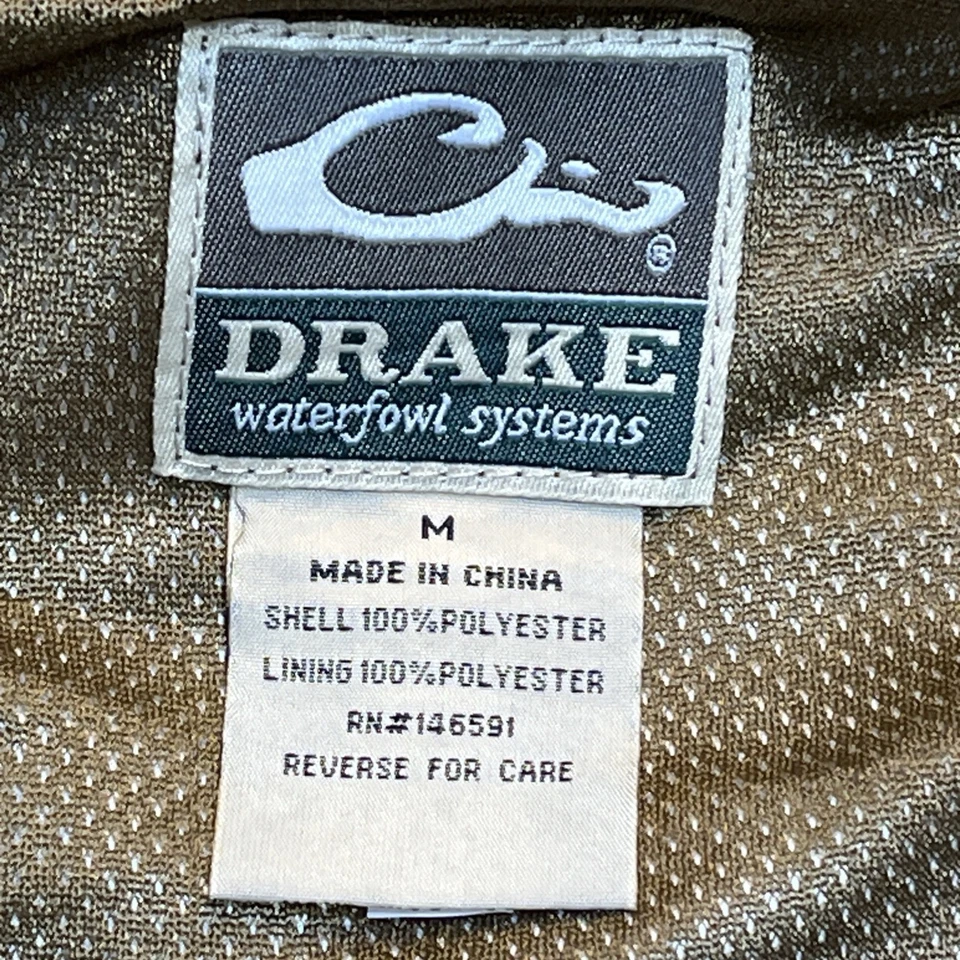 ®
DRAKE
waterfowl systems
M
MADE IN CHINA
SHELL 100%POLYESTER
LINING 100%POLYESTER
RN#146591
REVERSE FOR CARE